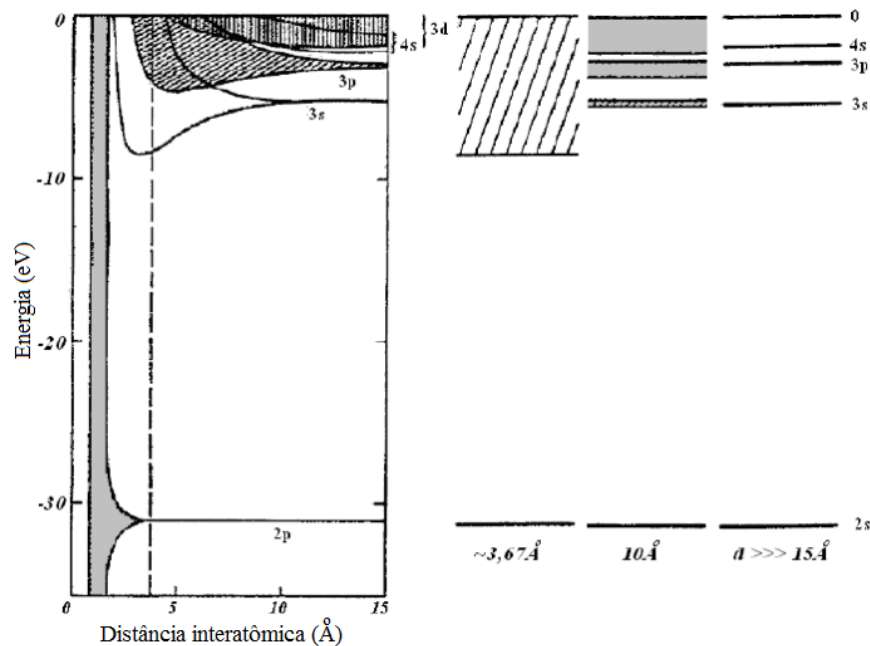 0
-10
-20
-30
Energia (eV)
0
5
10
15
Distância interatômica (Å)
3d
4s
3p
3s
2p
0
4s
3p
3s
2s
~3,67Å
10Å
a >>> 15Å